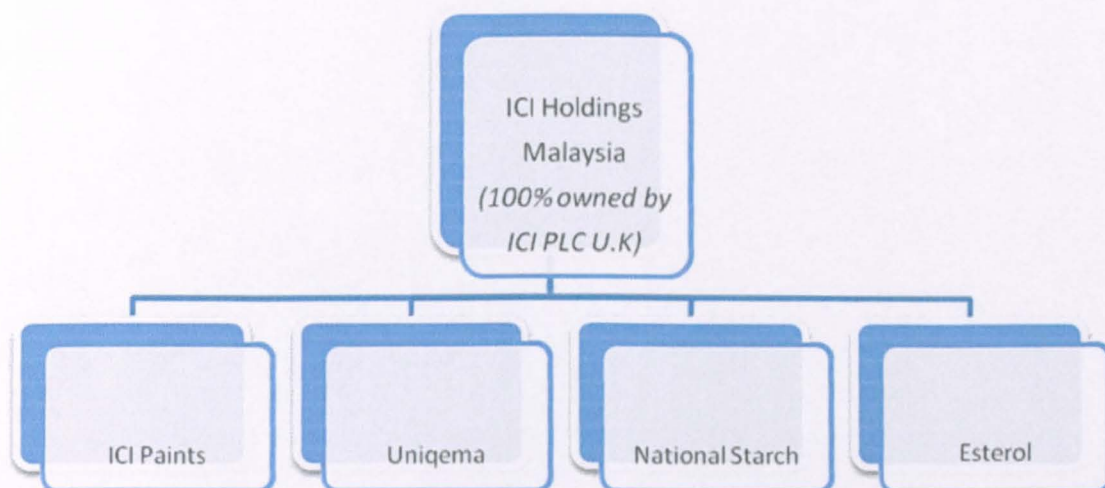 ICI Holdings
Malaysia
(100% owned by
ICI PLC U.K)
ICI Paints
Uniqema
National Starch
Esterol